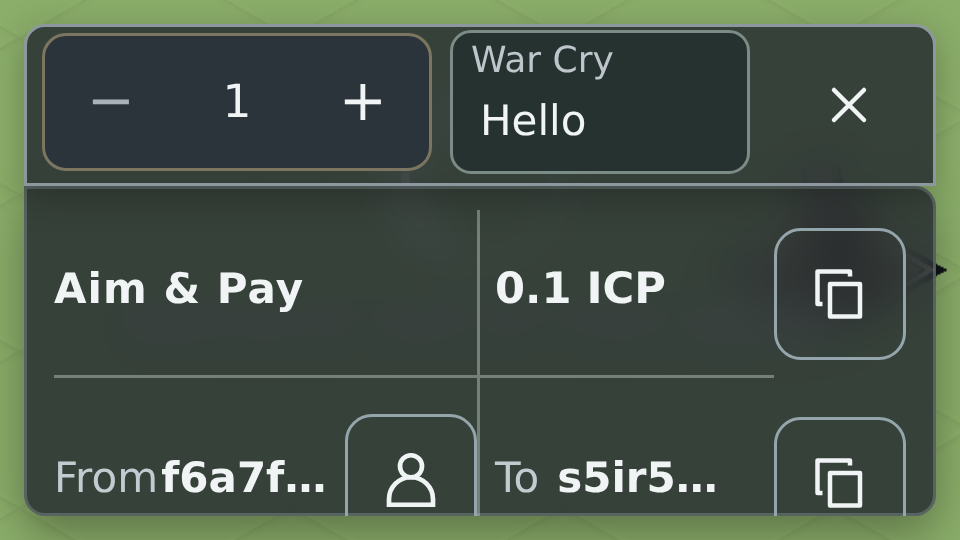 − 1 +
War Cry
Hello
Aim & Pay
0.1 ICP
From f6a7f...
To s5ir5...